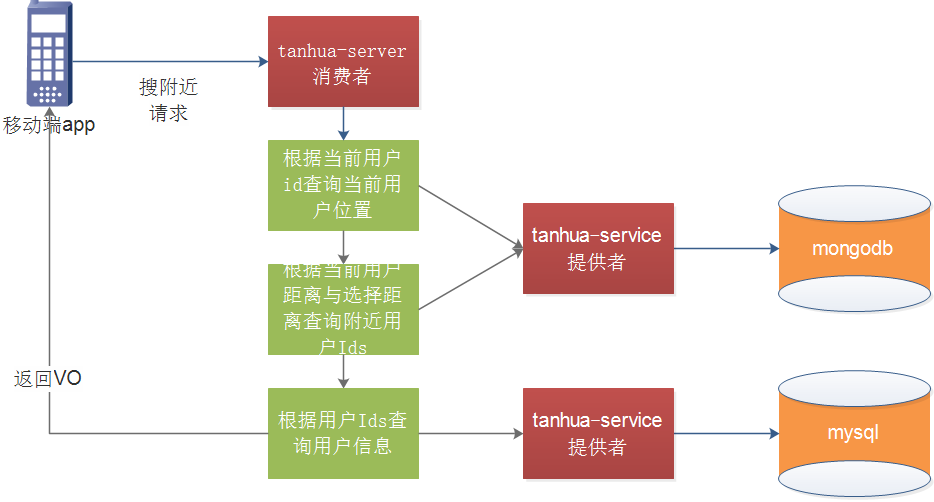 tanhua-server
消费者
搜附近
请求
移动端app
根据当前用户
id查询当前用
户位置
tanhua-service
提供者
mongodb
根据当前用户
距离与选择距
离查询附近用
户Ids
返回VO
根据用户Ids查
询用户信息
tanhua-service
提供者
mysql